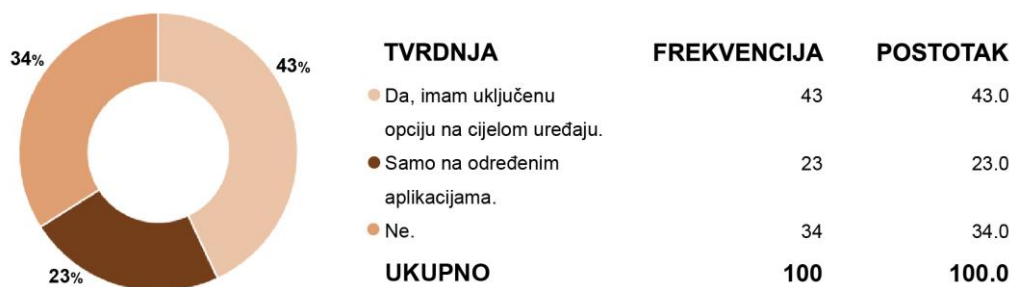 34%
43%
23%
TVRDNJA FREKVENCIJA POSTOTAK
Da, imam uključenu 43 43.0
opciju na cijelom uređaju.
Samo na određenim 23 23.0
aplikacijama.
Ne. 34 34.0
UKUPNO 100 100.0